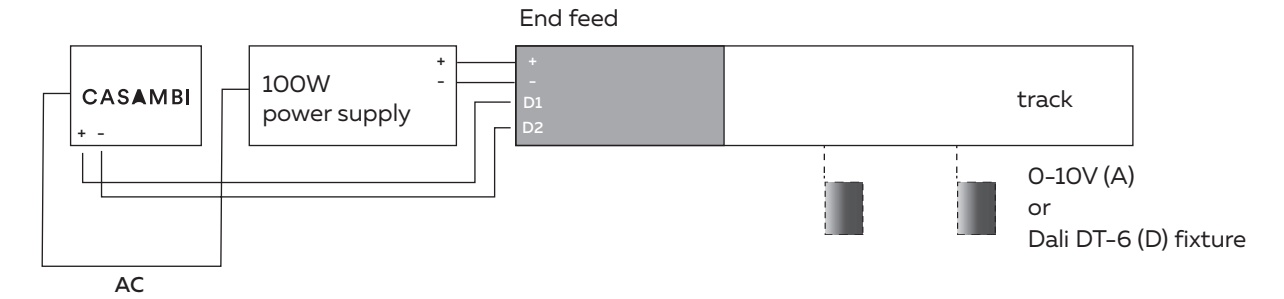 End feed
CASAMBI
+ -
100W
power supply
+
-
+
-
D1
D2
track
0-10V (A)
or
Dali DT-6 (D) fixture
AC